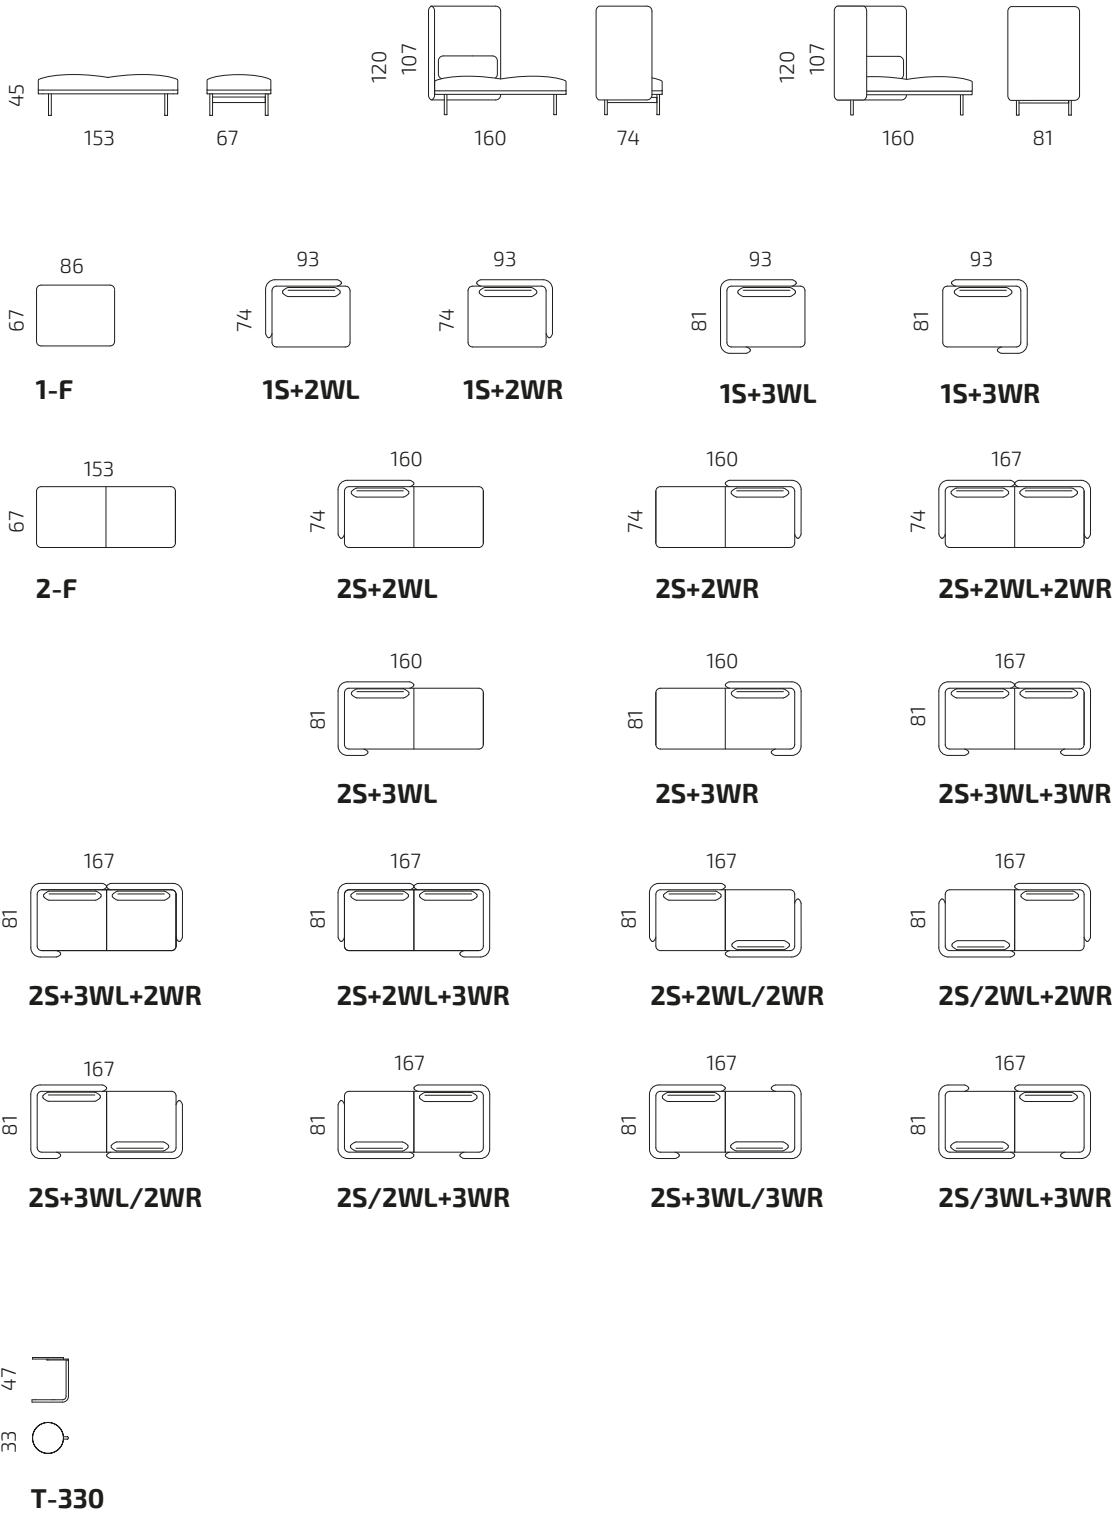 120 107 120 107
45
153 67 160 74 160 81
86 93 93 93 93
67 74 74 81 81
1-F 1S+2WL 1S+2WR 1S+3WL 1S+3WR
153 160 160 167
67 74 74 74
2-F 2S+2WL 2S+2WR 2S+2WL+2WR
160 160 167
81 81 81
2S+3WL 2S+3WR 2S+3WL+3WR
167 167 167 167
81 81 81 81
2S+3WL+2WR 2S+2WL+3WR 2S+2WL/2WR 2S/2WL+2WR
167 167 167 167
81 81 81 81
2S+3WL/2WR 2S/2WL+3WR 2S+3WL/3WR 2S/3WL+3WR
47
33
T-330